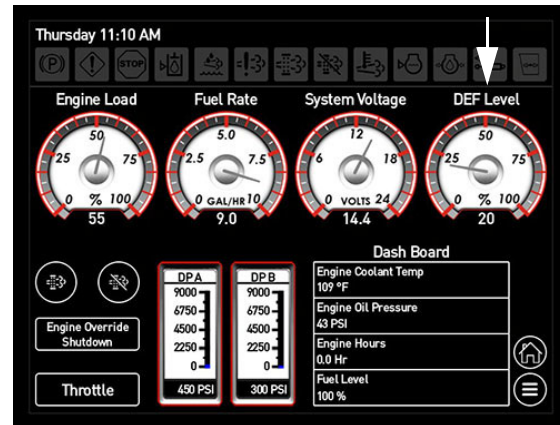 Thursday 11:10 AM
P
STOP
Engine Load
Fuel Rate
System Voltage
DEF Level
0 25 50 75 100
%
55
0 2.5 5.0 7.5 10
GAL/HR
9.0
0 6 12 18 24
VOLTS
14.4
0 25 50 75 100
%
20
Engine Override
Shutdown
Throttle
DP A
9000
6750
4500
2250
0
450 PSI
DP B
9000
6750
4500
2250
0
300 PSI
Dash Board
Engine Coolant Temp
109 °F
Engine Oil Pressure
43 PSI
Engine Hours
0.0 Hr
Fuel Level
100 %